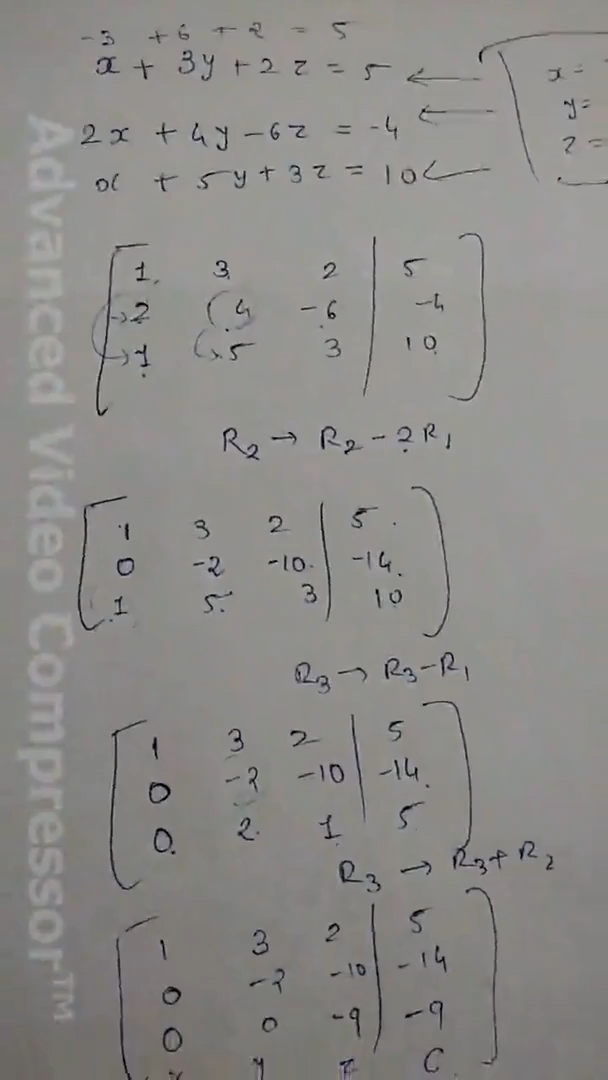 -3 +6 +2 = 5
x + 3y + 2z = 5
x =
y =
z =
2x + 4y - 6z = -4
x + 5y + 3z = 10
1 3 2 | 5
2 4 -6 | -4
1 5 3 | 10
R2 → R2 - 2R1
1 3 2 | 5
0 -2 -10 | -14
1 5 3 | 10
R3 → R3 - R1
1 3 2 | 5
0 -2 -10 | -14
0 2 1 | 5
R3 → R3 + R2
1 3 2 | 5
0 -2 -10 | -14
0 0 -9 | -9
y z C
Advanced Video Compressor™